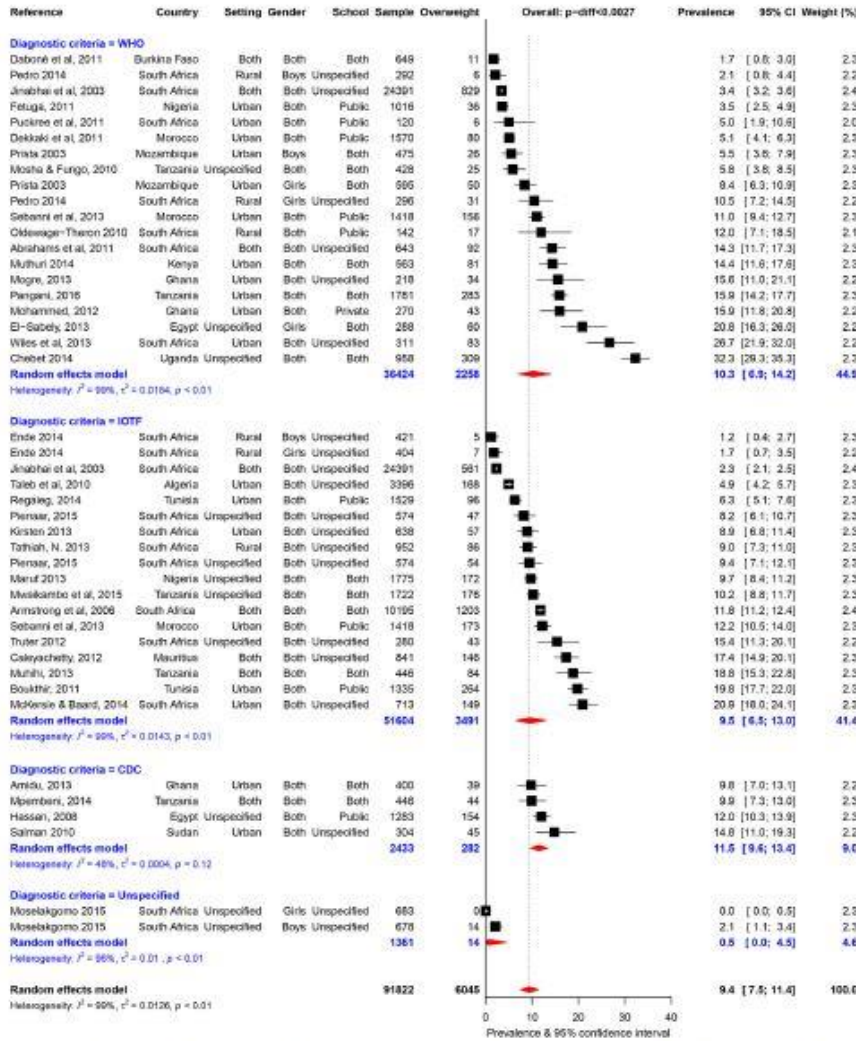 Reference Country Setting Gender School Sample Overweight Overall: p=diff<0.0027 Prevalence 95% CI Weight (%)
Diagnostic criteria = WHO
Daboné et al, 2011 Burkina Faso Both Both Both 649 11 1.7 [ 0.8; 3.0] 2.3
Pedro 2014 South Africa Rural Boys Unspecified 292 6 2.1 [ 0.8; 4.4] 2.2
Jinabhai et al, 2003 South Africa Both Both Unspecified 24391 829 3.4 [ 3.2; 3.6] 2.4
Fetuga, 2011 Nigeria Urban Both Public 1016 36 3.5 [ 2.5; 4.9] 2.3
Puckree et al, 2011 South Africa Urban Both Public 120 6 5.0 [ 1.9; 10.6] 2.0
Dekkaki et al, 2011 Morocco Urban Both Public 1570 80 5.1 [ 4.1; 6.3] 2.3
Prista 2003 Mozambique Urban Boys Both 475 26 5.5 [ 3.6; 7.9] 2.3
Mosha & Fungo, 2010 Tanzania Unspecified Both Both 428 25 5.8 [ 3.8; 8.5] 2.3
Prista 2003 Mozambique Urban Girls Both 595 50 8.4 [ 6.3; 10.9] 2.3
Pedro 2014 South Africa Rural Girls Unspecified 296 31 10.5 [ 7.2; 14.5] 2.2
Sebanni et al, 2013 Morocco Urban Both Public 1418 156 11.0 [ 9.4; 12.7] 2.3
Oldewage-Theron 2010 South Africa Rural Both Public 142 17 12.0 [ 7.1; 18.5] 2.1
Abrahams et al, 2011 South Africa Both Both Unspecified 643 92 14.3 [11.7; 17.3] 2.3
Muthuri 2014 Kenya Urban Both Both 563 81 14.4 [11.6; 17.6] 2.3
Mogre, 2013 Ghana Urban Both Unspecified 218 34 15.6 [11.0; 21.1] 2.2
Pangani, 2016 Tanzania Urban Both Both 1781 283 15.9 [14.2; 17.7] 2.3
Mohammed, 2012 Ghana Urban Both Private 270 43 15.9 [11.8; 20.8] 2.2
El-Sabely, 2013 Egypt Unspecified Girls Both 288 60 20.8 [16.3; 26.0] 2.2
Wiles et al, 2013 South Africa Urban Both Unspecified 311 83 26.7 [21.9; 32.0] 2.2
Chebet 2014 Uganda Unspecified Both Both 958 309 32.3 [29.3; 35.3] 2.3
Random effects model 36424 2258 10.3 [ 6.9; 14.2] 44.9
Heterogeneity: I² = 99%, τ² = 0.0184, p < 0.01
Diagnostic criteria = IOTF
Ende 2014 South Africa Rural Boys Unspecified 421 5 1.2 [ 0.4; 2.7] 2.3
Ende 2014 South Africa Rural Girls Unspecified 404 7 1.7 [ 0.7; 3.5] 2.2
Jinabhai et al, 2003 South Africa Both Both Unspecified 24391 561 2.3 [ 2.1; 2.5] 2.4
Taleb et al, 2010 Algeria Urban Both Unspecified 3396 168 4.9 [ 4.2; 5.7] 2.3
Regaieg, 2014 Tunisia Urban Both Public 1529 96 6.3 [ 5.1; 7.6] 2.3
Pienaar, 2015 South Africa Unspecified Both Unspecified 574 47 8.2 [ 6.1; 10.7] 2.3
Kirsten 2013 South Africa Urban Both Unspecified 638 57 8.9 [ 6.8; 11.4] 2.3
Tathiah, N. 2013 South Africa Rural Both Unspecified 952 86 9.0 [ 7.3; 11.0] 2.3
Pienaar, 2015 South Africa Unspecified Both Unspecified 574 54 9.4 [ 7.1; 12.1] 2.3
Maruf 2013 Nigeria Unspecified Both Both 1775 172 9.7 [ 8.4; 11.2] 2.3
Mwaikambo et al, 2015 Tanzania Unspecified Both Both 1722 176 10.2 [ 8.8; 11.7] 2.3
Armstrong et al, 2006 South Africa Both Both Both 10195 1203 11.8 [11.2; 12.4] 2.4
Sebanni et al, 2013 Morocco Urban Both Public 1418 173 12.2 [10.5; 14.0] 2.3
Truter 2012 South Africa Unspecified Both Unspecified 280 43 15.4 [11.3; 20.1] 2.2
Caleyachetty, 2012 Mauritius Both Both Unspecified 841 146 17.4 [14.9; 20.1] 2.3
Muhihi, 2013 Tanzania Both Both Both 446 84 18.8 [15.3; 22.8] 2.3
Boukthir, 2011 Tunisia Urban Both Public 1335 264 19.8 [17.7; 22.0] 2.3
McKersie & Baard, 2014 South Africa Urban Both Unspecified 713 149 20.9 [18.0; 24.1] 2.3
Random effects model 51604 3491 9.5 [ 6.5; 13.0] 41.4
Heterogeneity: I² = 99%, τ² = 0.0143, p < 0.01
Diagnostic criteria = CDC
Amidu, 2013 Ghana Urban Both Both 400 39 9.8 [ 7.0; 13.1] 2.2
Mpembeni, 2014 Tanzania Both Both Both 446 44 9.9 [ 7.3; 13.0] 2.3
Hassan, 2008 Egypt Unspecified Both Public 1283 154 12.0 [10.3; 13.9] 2.3
Salman 2010 Sudan Urban Both Unspecified 304 45 14.8 [11.0; 19.3] 2.2
Random effects model 2433 282 11.5 [ 9.6; 13.4] 9.0
Heterogeneity: I² = 48%, τ² = 0.0004, p = 0.12
Diagnostic criteria = Unspecified
Moselakgomo 2015 South Africa Unspecified Girls Unspecified 683 0 0.0 [ 0.0; 0.5] 2.3
Moselakgomo 2015 South Africa Unspecified Boys Unspecified 678 14 2.1 [ 1.1; 3.4] 2.3
Random effects model 1361 14 0.5 [ 0.0; 4.5] 4.6
Heterogeneity: I² = 96%, τ² = 0.01 , p < 0.01
Random effects model 91822 6045 9.4 [ 7.5; 11.4] 100.0
Heterogeneity: I² = 99%, τ² = 0.0126, p < 0.01
0 10 20 30 40
Prevalence & 95% confidence interval